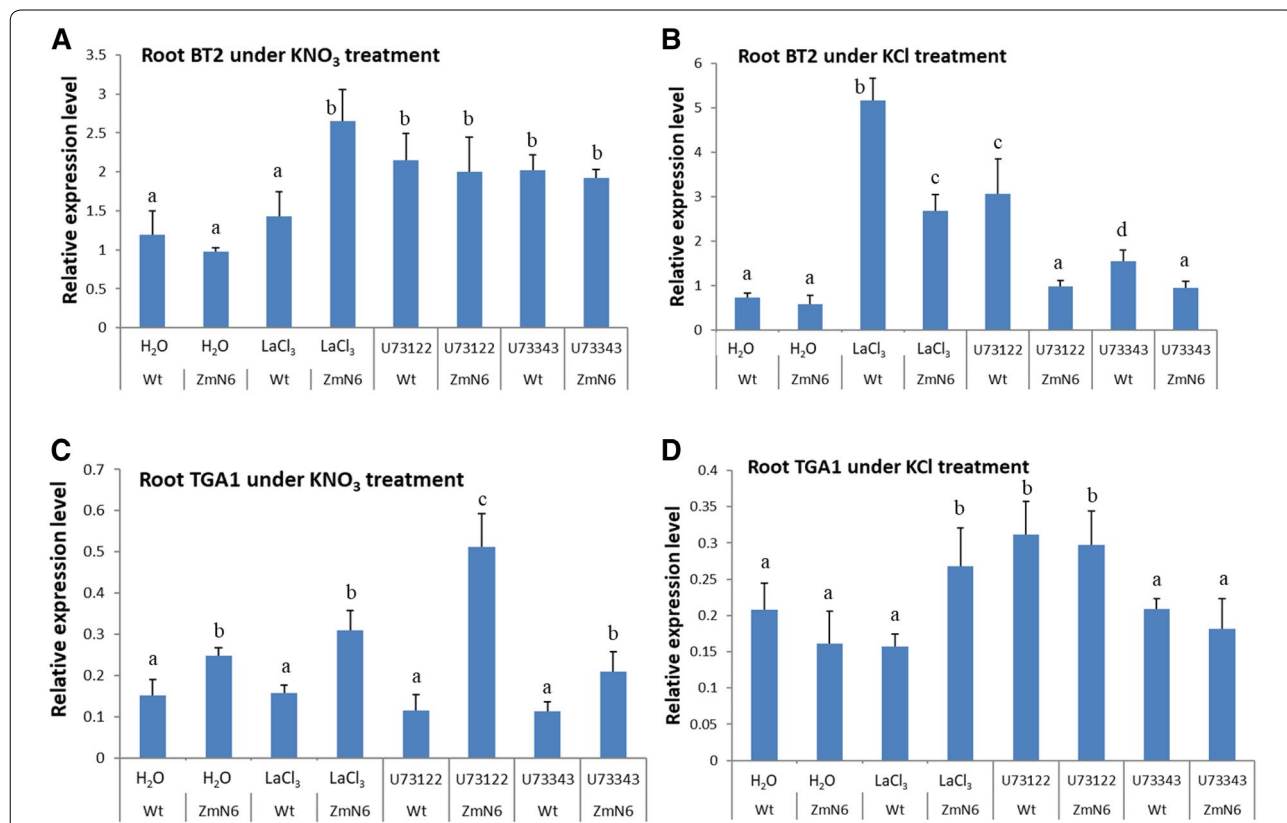 A
Root BT2 under KNO₃ treatment
Relative expression level
3.5
3
2.5
2
1.5
1
0.5
0
a
a
a
b
b
b
b
b
H₂O H₂O LaCl₃ LaCl₃ U73122 U73122 U73343 U73343
Wt ZmN6 Wt ZmN6 Wt ZmN6 Wt ZmN6
B
Root BT2 under KCl treatment
Relative expression level
6
5
4
3
2
1
0
a
a
b
c
c
a
d
a
H₂O H₂O LaCl₃ LaCl₃ U73122 U73122 U73343 U73343
Wt ZmN6 Wt ZmN6 Wt ZmN6 Wt ZmN6
C
Root TGA1 under KNO₃ treatment
Relative expression level
0.7
0.6
0.5
0.4
0.3
0.2
0.1
0
a
b
a
b
a
c
a
b
H₂O H₂O LaCl₃ LaCl₃ U73122 U73122 U73343 U73343
Wt ZmN6 Wt ZmN6 Wt ZmN6 Wt ZmN6
D
Root TGA1 under KCl treatment
Relative expression level
0.4
0.35
0.3
0.25
0.2
0.15
0.1
0.05
0
a
a
a
b
b
b
a
a
H₂O H₂O LaCl₃ LaCl₃ U73122 U73122 U73343 U73343
Wt ZmN6 Wt ZmN6 Wt ZmN6 Wt ZmN6